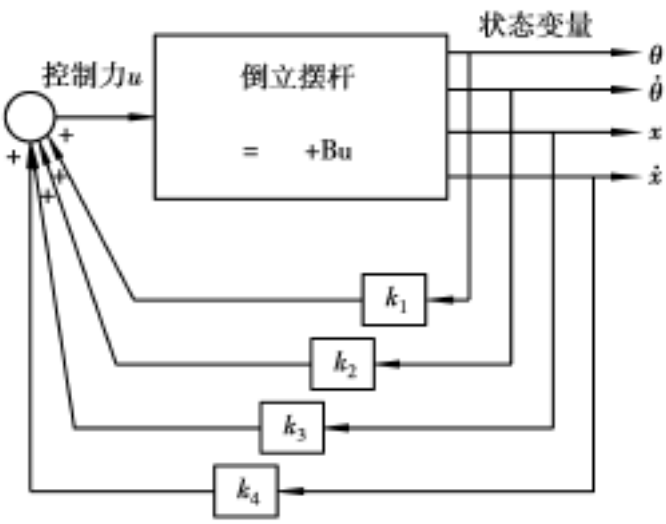 状态变量
θ
控制力u
倒立摆杆
θ̇
x
+
= +Bu
+
ẋ
+
+
k₁
k₂
k₃
k₄